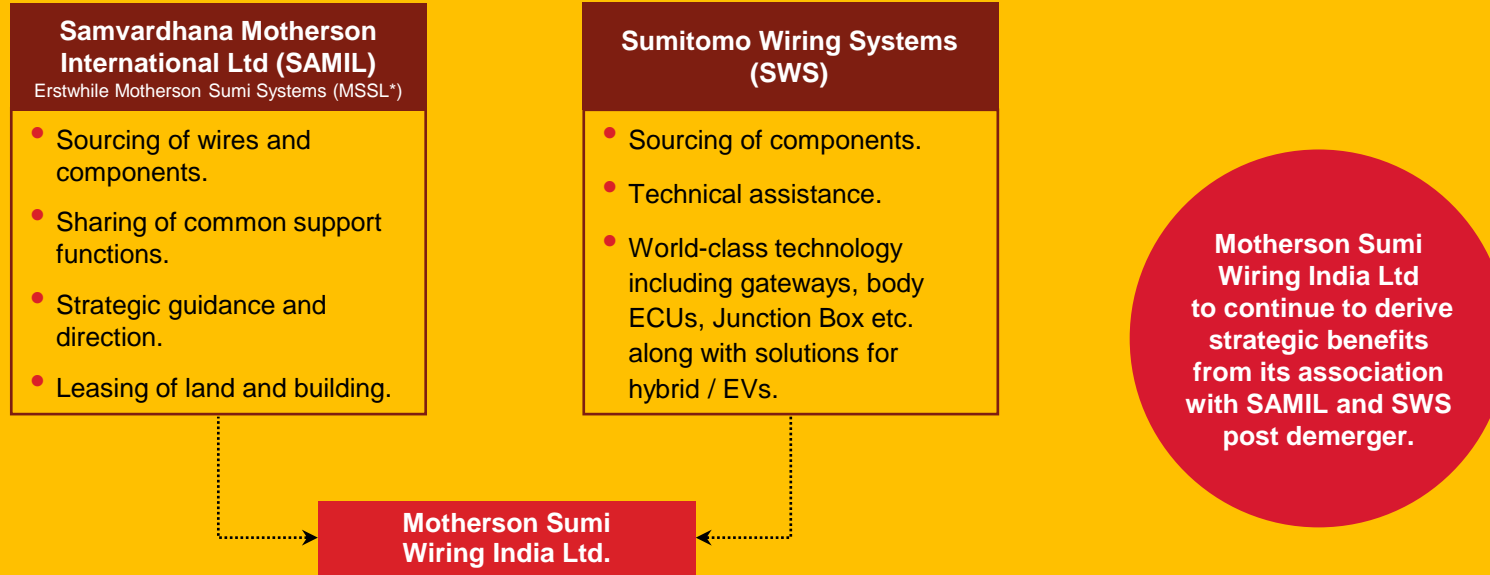 Samvardhana Motherson
International Ltd (SAMIL)
Erstwhile Motherson Sumi Systems (MSSL*)
• Sourcing of wires and
components.
• Sharing of common support
functions.
• Strategic guidance and
direction.
• Leasing of land and building.
Sumitomo Wiring Systems
(SWS)
• Sourcing of components.
• Technical assistance.
• World-class technology
including gateways, body
ECUs, Junction Box etc.
along with solutions for
hybrid / EVs.
Motherson Sumi
Wiring India Ltd.
Motherson Sumi
Wiring India Ltd
to continue to derive
strategic benefits
from its association
with SAMIL and SWS
post demerger.